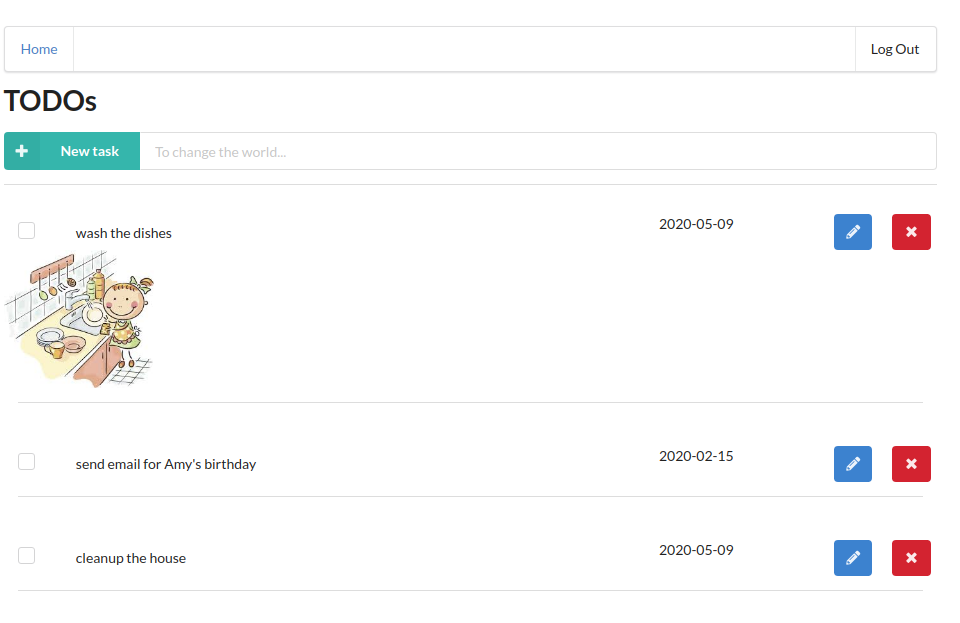 Home Log Out
TODOs
New task To change the world...
wash the dishes 2020-05-09
send email for Amy's birthday 2020-02-15
cleanup the house 2020-05-09